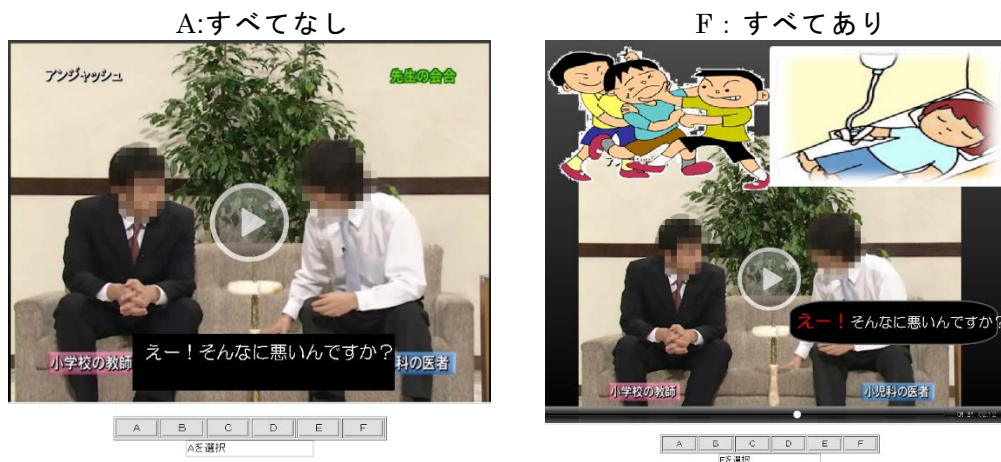 A:すべてなし
アンジャッシュ
先生の会合
えー！そんなに悪いんですか？
小学校の教師
科の医者
A B C D E F
Aを選択
F：すべてあり
えー！そんなに悪いんですか？
小学校の教師
小児科の医者
01:31 02:12
A B C D E F
Fを選択